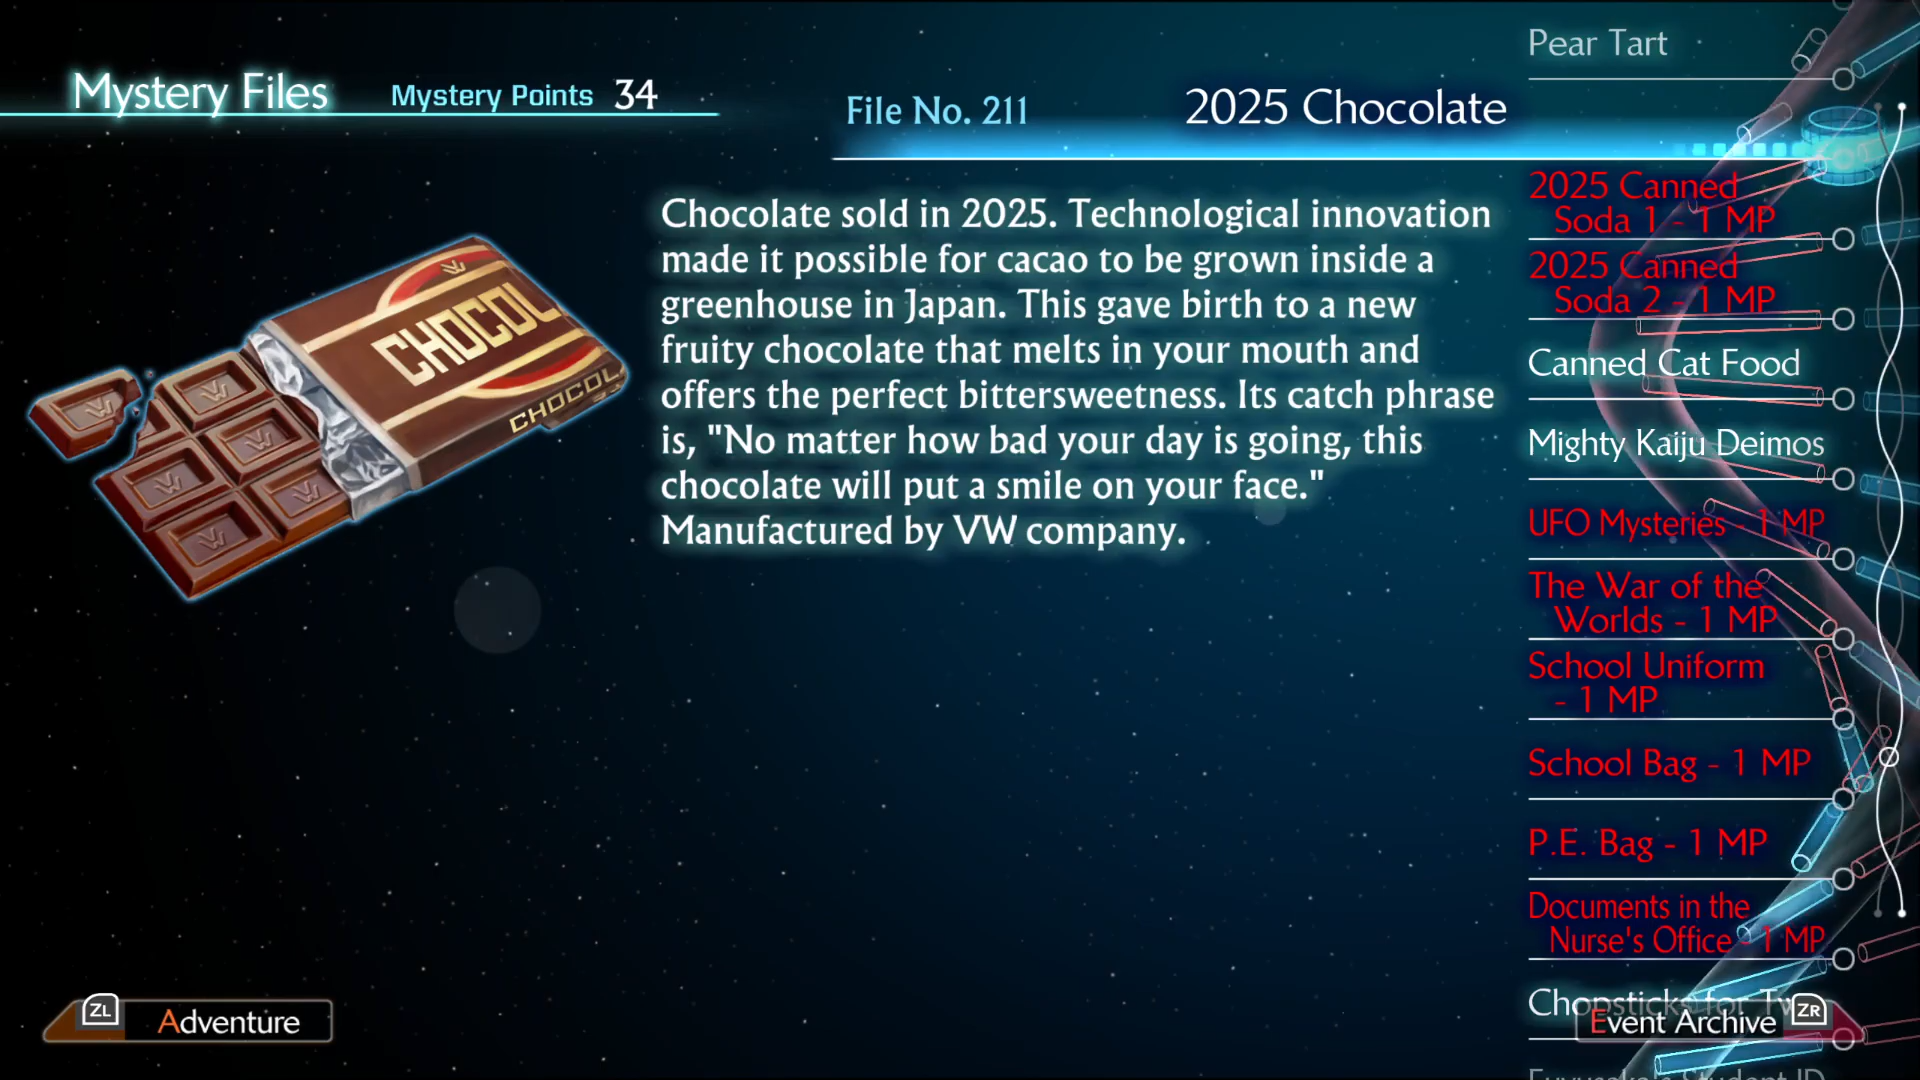 Mystery Files
Mystery Points 34
File No. 211
2025 Chocolate
Chocolate sold in 2025. Technological innovation
made it possible for cacao to be grown inside a
greenhouse in Japan. This gave birth to a new
fruity chocolate that melts in your mouth and
offers the perfect bittersweetness. Its catch phrase
is, "No matter how bad your day is going, this
chocolate will put a smile on your face."
Manufactured by VW company.
CHOCOL
CHOCOL
Pear Tart
2025 Canned
Soda 1 - 1 MP
2025 Canned
Soda 2 - 1 MP
Canned Cat Food
Mighty Kaiju Deimos
UFO Mysteries - 1 MP
The War of the
Worlds - 1 MP
School Uniform
- 1 MP
School Bag - 1 MP
P.E. Bag - 1 MP
Documents in the
Nurse's Office - 1 MP
Chopsticks for
ZL Adventure
Event Archive ZR